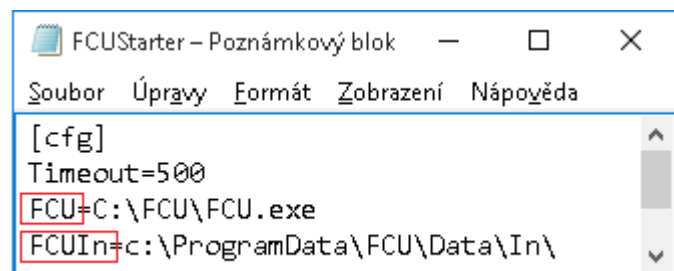 FCUStarter – Poznámkový blok
Soubor Úpravy Formát Zobrazení Nápověda
[cfg]
Timeout=500
FCU=C:\FCU\FCU.exe
FCUIn=c:\ProgramData\FCU\Data\In\